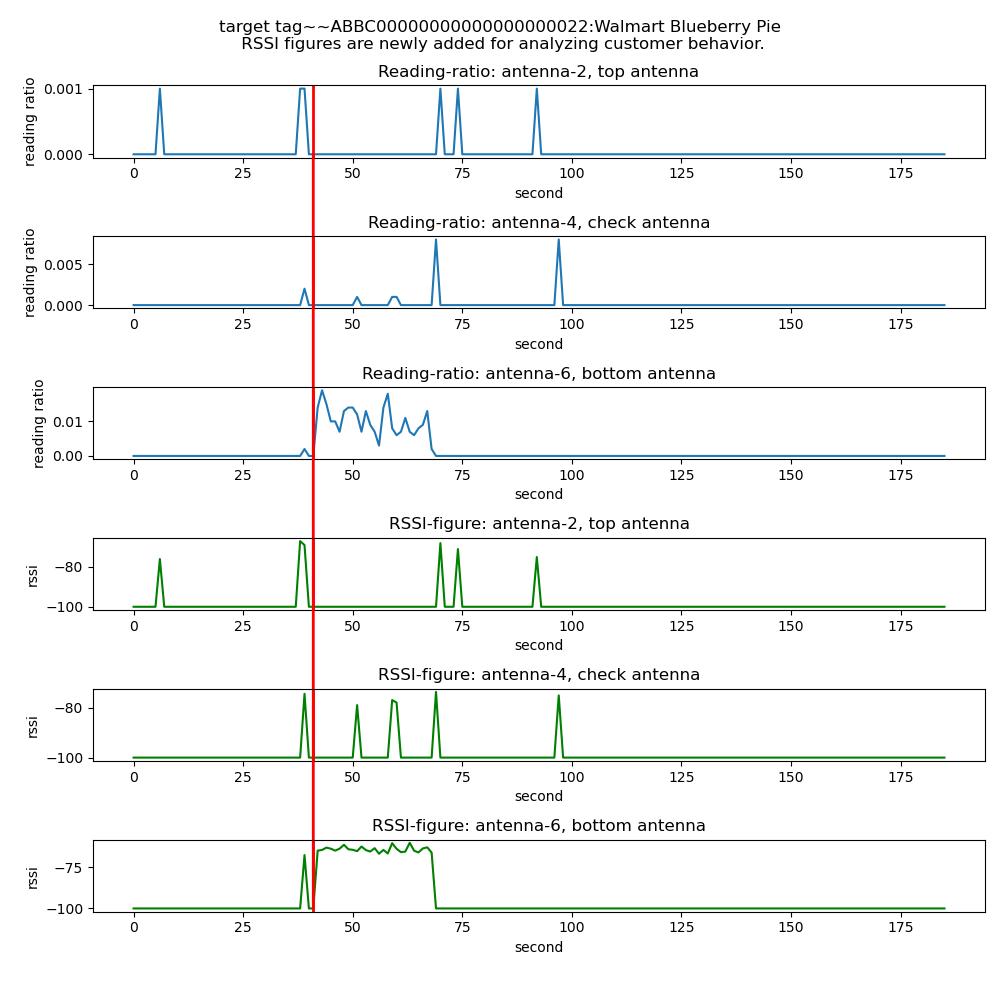 target tag~~ABBC00000000000000000022:Walmart Blueberry Pie
RSSI figures are newly added for analyzing customer behavior.
Reading-ratio: antenna-2, top antenna
reading ratio
0.001
0.000
0 25 50 75 100 125 150 175
second
Reading-ratio: antenna-4, check antenna
reading ratio
0.005
0.000
0 25 50 75 100 125 150 175
second
Reading-ratio: antenna-6, bottom antenna
reading ratio
0.01
0.00
0 25 50 75 100 125 150 175
second
RSSI-figure: antenna-2, top antenna
rssi
−80
−100
0 25 50 75 100 125 150 175
second
RSSI-figure: antenna-4, check antenna
rssi
−80
−100
0 25 50 75 100 125 150 175
second
RSSI-figure: antenna-6, bottom antenna
rssi
−75
−100
0 25 50 75 100 125 150 175
second